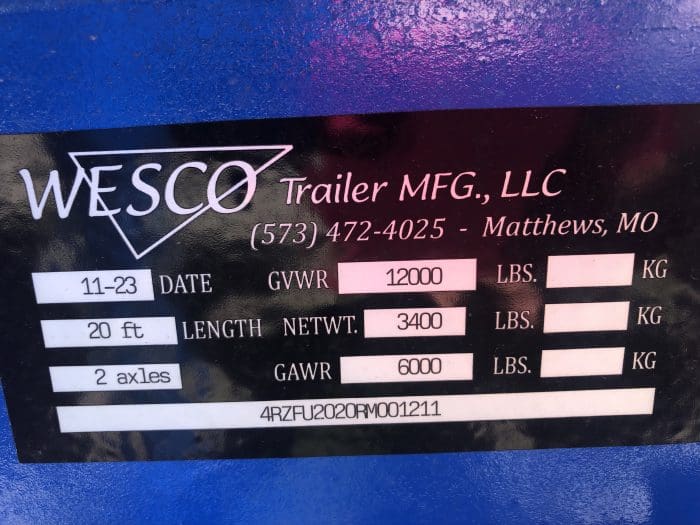 WESCO Trailer MFG., LLC
(573) 472-4025 - Matthews, MO
11-23 DATE GVWR 12000 LBS. KG
20 ft LENGTH NETWT. 3400 LBS. KG
2 axles GAWR 6000 LBS. KG
4RZFU2020RM001211